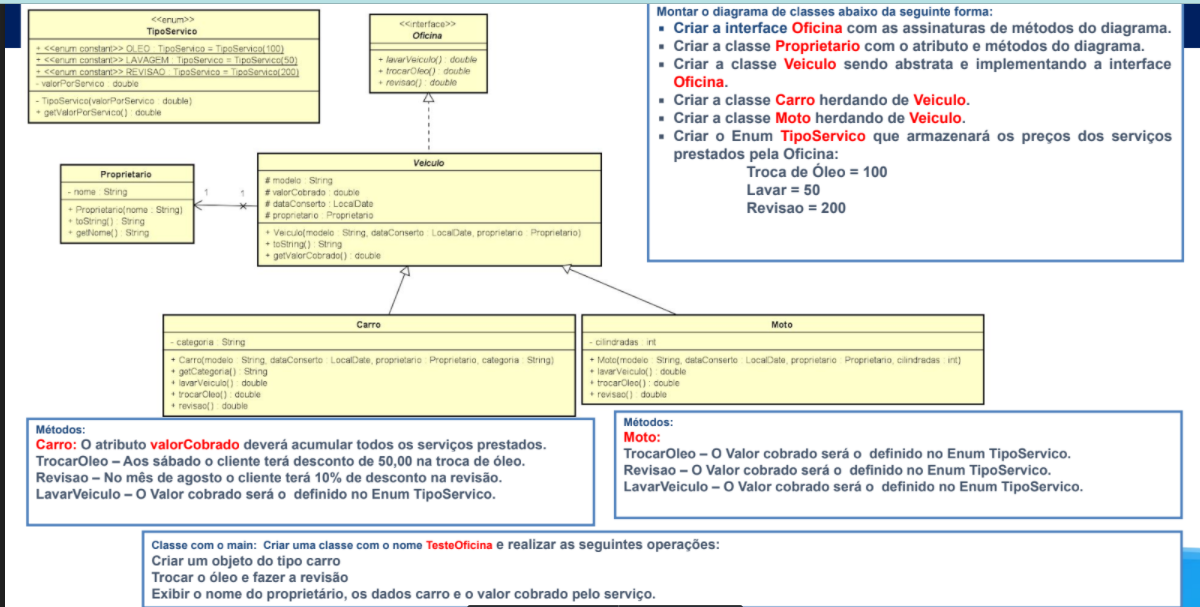 <<enum>>
TipoServico
+ <<enum constant>> OLEO : TipoServico = TipoServico(100)
+ <<enum constant>> LAVAGEM : TipoServico = TipoServico(50)
+ <<enum constant>> REVISAO : TipoServico = TipoServico(200)
- valorPorServico : double
- TipoServico(valorPorServico : double)
+ getValorPorServico() : double
<<interface>>
Oficina
+ lavarVeiculo() : double
+ trocarOleo() : double
+ revisao() : double
Montar o diagrama de classes abaixo da seguinte forma:
▪ Criar a interface Oficina com as assinaturas de métodos do diagrama.
▪ Criar a classe Proprietario com o atributo e métodos do diagrama.
▪ Criar a classe Veiculo sendo abstrata e implementando a interface
Oficina.
▪ Criar a classe Carro herdando de Veiculo.
▪ Criar a classe Moto herdando de Veiculo.
▪ Criar o Enum TipoServico que armazenará os preços dos serviços
prestados pela Oficina:
Troca de Óleo = 100
Lavar = 50
Revisao = 200
Proprietario
- nome : String
+ Proprietario(nome : String)
+ toString() : String
+ getNome() : String
1 1
Veiculo
# modelo : String
# valorCobrado : double
# dataConserto : LocalDate
# proprietario : Proprietario
+ Veiculo(modelo : String, dataConserto : LocalDate, proprietario : Proprietario)
+ toString() : String
+ getValorCobrado() : double
Carro
- categoria : String
+ Carro(modelo : String, dataConserto : LocalDate, proprietario : Proprietario, categoria : String)
+ getCategoria() : String
+ lavarVeiculo() : double
+ trocarOleo() : double
+ revisao() : double
Moto
- cilindradas : int
+ Moto(modelo : String, dataConserto : LocalDate, proprietario : Proprietario, cilindradas : int)
+ lavarVeiculo() : double
+ trocarOleo() : double
+ revisao() : double
Métodos:
Carro: O atributo valorCobrado deverá acumular todos os serviços prestados.
TrocarOleo – Aos sábado o cliente terá desconto de 50,00 na troca de óleo.
Revisao – No mês de agosto o cliente terá 10% de desconto na revisão.
LavarVeiculo – O Valor cobrado será o definido no Enum TipoServico.
Métodos:
Moto:
TrocarOleo – O Valor cobrado será o definido no Enum TipoServico.
Revisao – O Valor cobrado será o definido no Enum TipoServico.
LavarVeiculo – O Valor cobrado será o definido no Enum TipoServico.
Classe com o main: Criar uma classe com o nome TesteOficina e realizar as seguintes operações:
Criar um objeto do tipo carro
Trocar o óleo e fazer a revisão
Exibir o nome do proprietário, os dados carro e o valor cobrado pelo serviço.